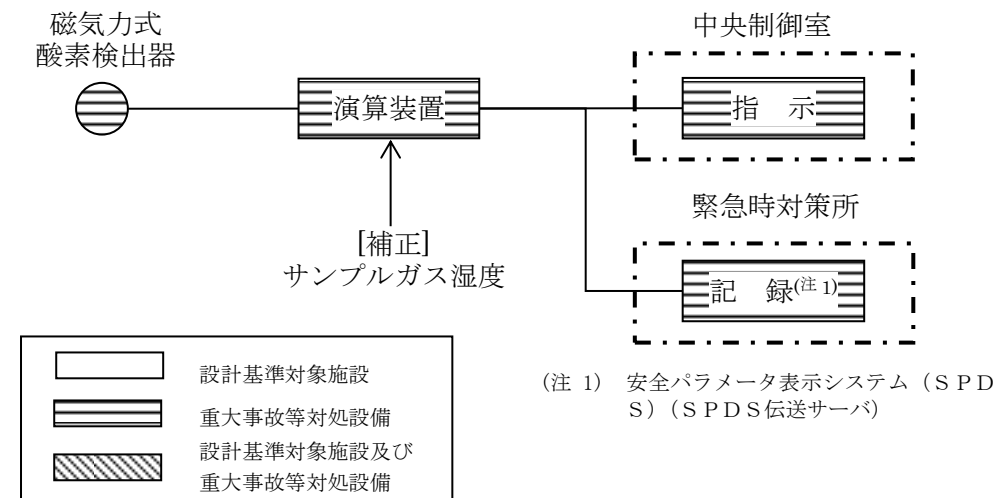 磁気力式
酸素検出器
中央制御室
演算装置
指　示
[補正]
サンプルガス湿度
緊急時対策所
記　録(注 1)
(注 1)　安全パラメータ表示システム（ＳＰＤ
Ｓ）（ＳＰＤＳ伝送サーバ）
設計基準対象施設
重大事故等対処設備
設計基準対象施設及び
重大事故等対処設備